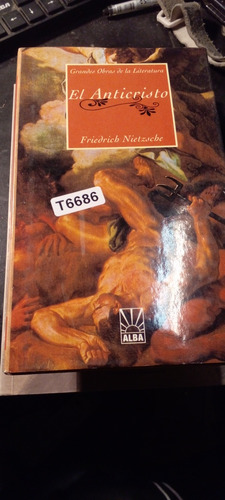 Grandes Obras de la Literatura
El Anticristo
Friedrich Nietzsche
T6686
ALBA